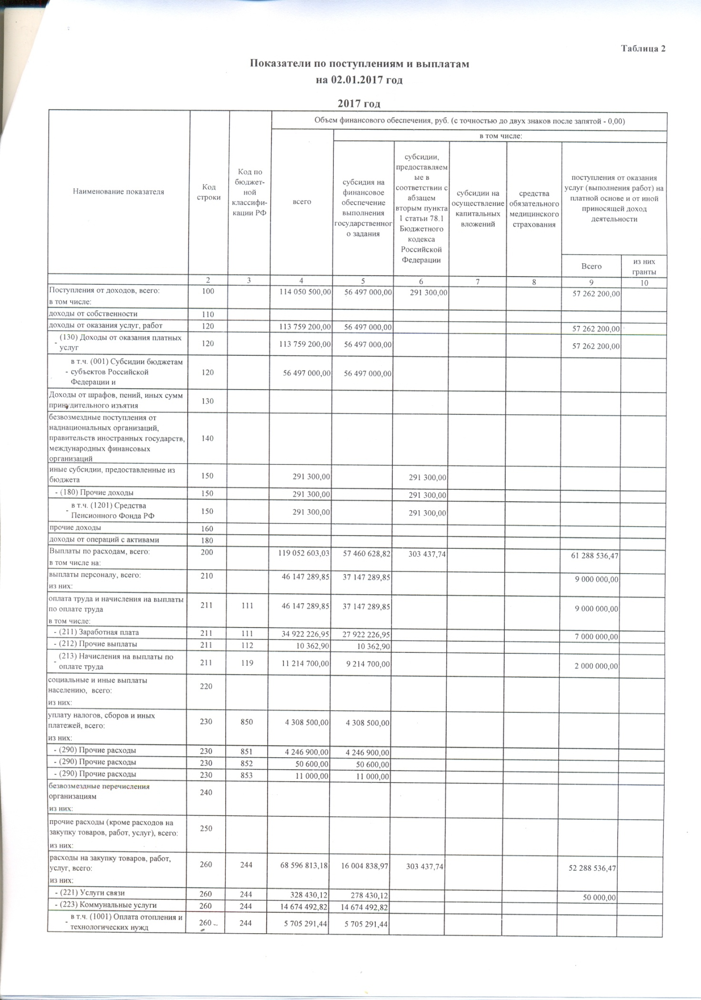 Таблица 2
Показатели по поступлениям и выплатам
на 02.01.2017 год
2017 год
Наименование показателя
Код
строки
Код по
бюджет-
ной
классифи-
кации РФ
Объем финансового обеспечения, руб. (с точностью до двух знаков после запятой - 0,00)
всего
в том числе:
субсидия на
финансовое
обеспечение
выполнения
государственног
о задания
субсидии,
предоставляем
ые в
соответствии с
абзацем
вторым пункта
1 статьи 78.1
Бюджетного
кодекса
Российской
Федерации
субсидии на
осуществление
капитальных
вложений
средства
обязательного
медицинского
страхования
поступления от оказания
услуг (выполнения работ) на
платной основе и от иной
приносящей доход
деятельности
Всего
из них
гранты
2 3 4 5 6 7 8 9 10
Поступления от доходов, всего: 100 114 050 500,00 56 497 000,00 291 300,00 57 262 200,00
в том числе:
доходы от собственности 110
доходы от оказания услуг, работ 120 113 759 200,00 56 497 000,00 57 262 200,00
- (130) Доходы от оказания платных
услуг 120 113 759 200,00 56 497 000,00 57 262 200,00
в т.ч. (001) Субсидии бюджетам
- субъектов Российской 120 56 497 000,00 56 497 000,00
Федерации и
Доходы от шрафов, пений, иных сумм
принудительного изъятия 130
безвозмездные поступления от
наднациональных организаций,
правительств иностранных государств, 140
международных финансовых
организаций
иные субсидии, предоставленные из
бюджета 150 291 300,00 291 300,00
- (180) Прочие доходы 150 291 300,00 291 300,00
- в т.ч. (1201) Средства
Пенсионного Фонда РФ 150 291 300,00 291 300,00
прочие доходы 160
доходы от операций с активами 180
Выплаты по расходам, всего: 200 119 052 603,03 57 460 628,82 303 437,74 61 288 536,47
в том числе на:
выплаты персоналу, всего: 210 46 147 289,85 37 147 289,85 9 000 000,00
из них:
оплата труда и начисления на выплаты
по оплате труда 211 111 46 147 289,85 37 147 289,85 9 000 000,00
в том числе:
- (211) Заработная плата 211 111 34 922 226,95 27 922 226,95 7 000 000,00
- (212) Прочие выплаты 211 112 10 362,90 10 362,90
- (213) Начисления на выплаты по
оплате труда 211 119 11 214 700,00 9 214 700,00 2 000 000,00
социальные и иные выплаты
населению, всего: 220
из них:
уплату налогов, сборов и иных
платежей, всего: 230 850 4 308 500,00 4 308 500,00
из них:
- (290) Прочие расходы 230 851 4 246 900,00 4 246 900,00
- (290) Прочие расходы 230 852 50 600,00 50 600,00
- (290) Прочие расходы 230 853 11 000,00 11 000,00
безвозмездные перечисления
организациям 240
из них:
прочие расходы (кроме расходов на
закупку товаров, работ, услуг), всего: 250
из них:
расходы на закупку товаров, работ,
услуг, всего: 260 244 68 596 813,18 16 004 838,97 303 437,74 52 288 536,47
из них:
- (221) Услуги связи 260 244 328 430,12 278 430,12 50 000,00
- (223) Коммунальные услуги 260 244 14 674 492,82 14 674 492,82
- в т.ч. (1001) Оплата отопления и
технологических нужд 260 244 5 705 291,44 5 705 291,44